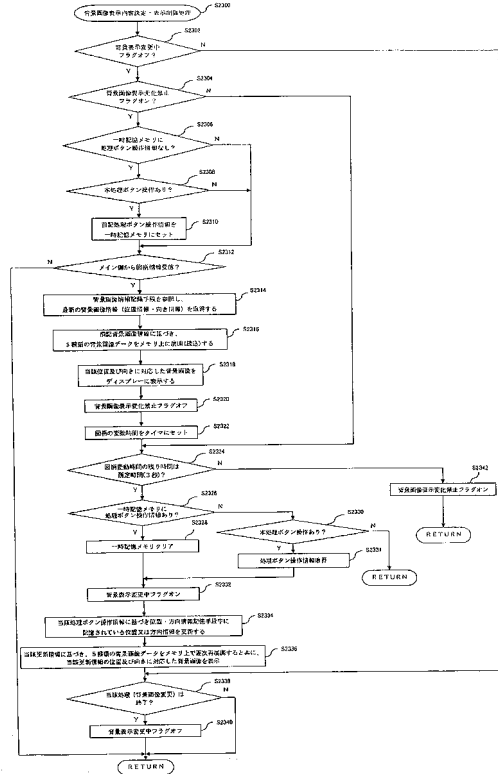 背景画像表示内容決定・表示制御処理
S2300
S2302
背景表示変更中
フラグオフ?
N
Y
S2304
背景画像表示変化禁止
フラグオン?
N
Y
S2306
一時記憶メモリに
処理ボタン操作情報なし?
N
Y
S2308
本処理ボタン操作あり?
N
Y
S2310
前記処理ボタン操作情報を
一時記憶メモリにセット
S2312
N
メイン側から始動情報受信?
Y
S2314
背景画像情報記憶手段を参照し、
最新の背景画像情報(位置情報・向き情報)を取得する
S2316
前記背景画像情報に基づき、
5種類の背景画像データをメモリ上に展開(読込)する
S2318
当該位置及び向きに対応した背景画像を
ディスプレーに表示する
S2320
背景画像表示変化禁止フラグオフ
S2322
図柄の変動時間をタイマにセット
S2324
図柄変動時間の残り時間は
指定時間(3秒)?
N
Y
S2342
背景画像表示変化禁止フラグオン
RETURN
S2326
一時記憶メモリに
処理ボタン操作情報あり?
N
Y
S2328
一時記憶メモリクリア
S2330
本処理ボタン操作あり?
N
Y
S2331
処理ボタン操作情報取得
RETURN
S2332
背景表示変更中フラグオン
S2334
当該処理ボタン操作情報に基づき位置・方向情報記憶手段中に
記憶されている位置又は方向情報を更新する
S2336
当該更新情報に基づき、5種類の背景画像データをメモリ上で逐次再展開するとともに、
当該更新情報の位置及び向きに対応した背景画像を表示
S2338
当該処理(背景画像変更)は
終了?
N
Y
S2340
背景表示変更中フラグオフ
RETURN